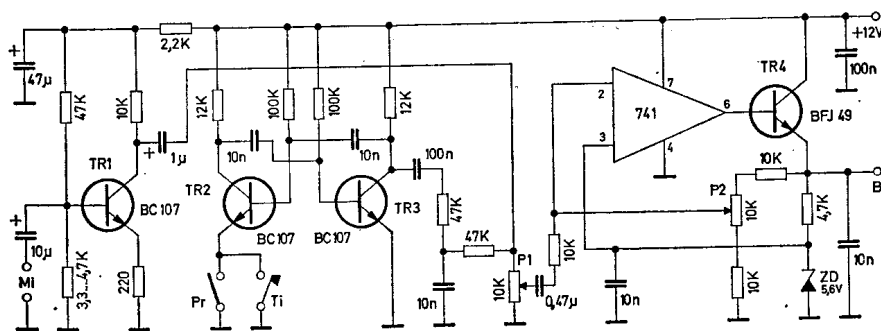 2,2K
+12V
+
47µ
47K
10K
12K
100K
100K
12K
7
TR4
100n
2
741
6
+
1µ
10n
10n
100n
3
4
BFJ 49
TR1
TR2
TR3
10K
B
P2
BC107
BC107
BC107
47K
10K
4,7K
+
10µ
47K
P1
10K
Mi
3,3...4,7K
220
Pr
Ti
10n
10K
0,47µ
10n
10K
ZD
5,6V
10n